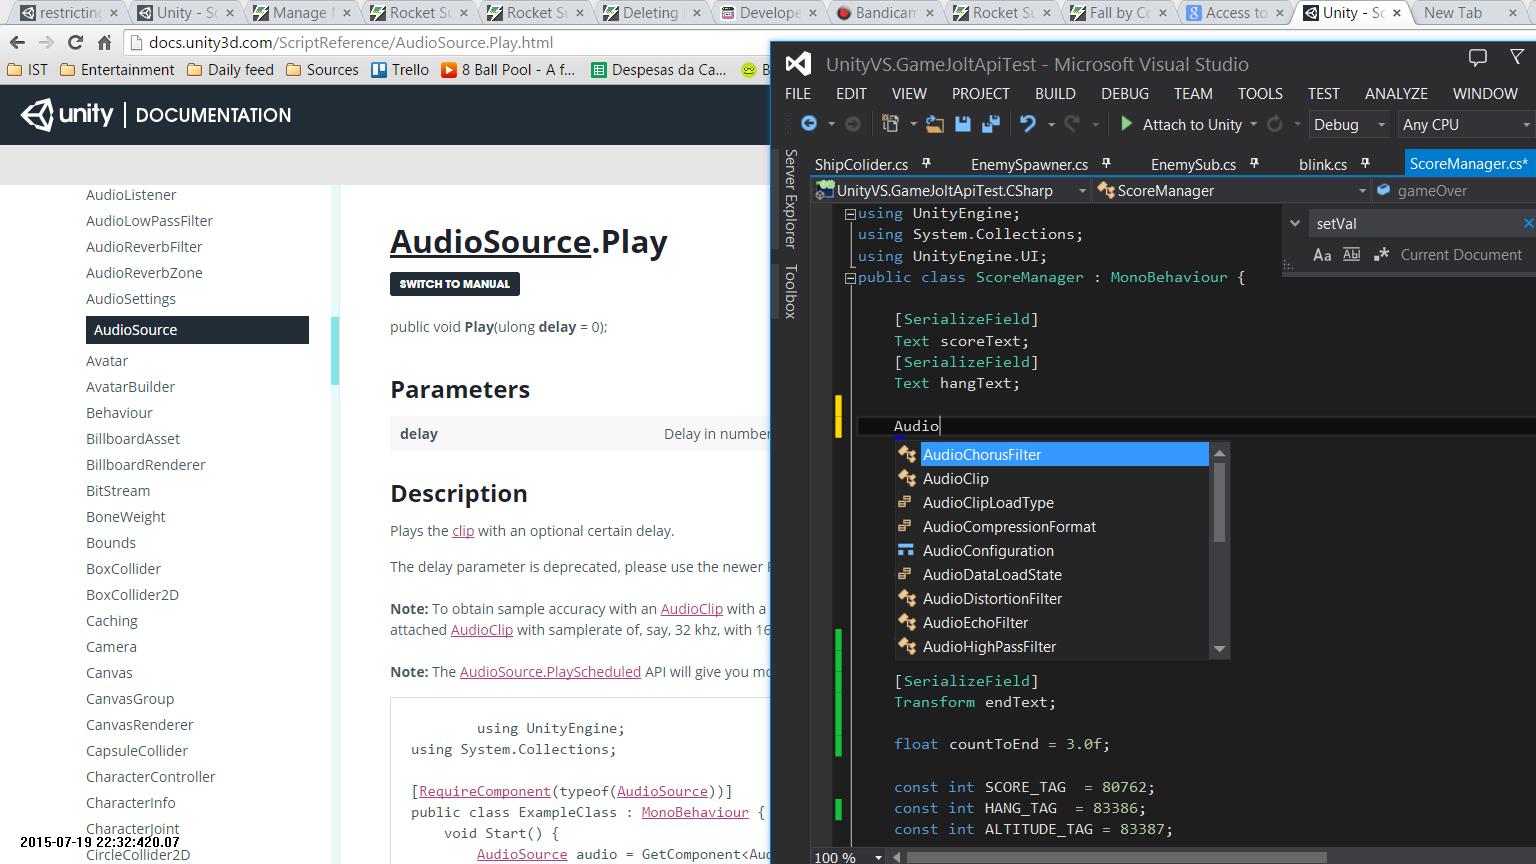 restricting
Unity - Sc
Manage
Rocket Su
Rocket Su
Deleting
Develope
Bandicam
Rocket Su
Fall by Co
Access to
Unity - Sc
New Tab
docs.unity3d.com/ScriptReference/AudioSource.Play.html
IST
Entertainment
Daily feed
Sources
Trello
8 Ball Pool - A f...
Despesas da Ca...
unity | DOCUMENTATION
AudioListener
AudioLowPassFilter
AudioReverbFilter
AudioReverbZone
AudioSettings
AudioSource
Avatar
AvatarBuilder
Behaviour
BillboardAsset
BillboardRenderer
BitStream
BoneWeight
Bounds
BoxCollider
BoxCollider2D
Caching
Camera
Canvas
CanvasGroup
CanvasRenderer
CapsuleCollider
CharacterController
CharacterInfo
CharacterJoint
CircleCollider2D
2015-07-19 22:32:420.07
AudioSource.Play
SWITCH TO MANUAL
public void Play(ulong delay = 0);
Parameters
delay Delay in number
Description
Plays the clip with an optional certain delay.
The delay parameter is deprecated, please use the newer
Note: To obtain sample accuracy with an AudioClip with a
attached AudioClip with samplerate of, say, 32 khz, with 16
Note: The AudioSource.PlayScheduled API will give you mo
using UnityEngine;
using System.Collections;
[RequireComponent(typeof(AudioSource))]
public class ExampleClass : MonoBehaviour {
void Start() {
AudioSource audio = GetComponent<Au
UnityVS.GameJoltApiTest - Microsoft Visual Studio
FILE EDIT VIEW PROJECT BUILD DEBUG TEAM TOOLS TEST ANALYZE WINDOW
Attach to Unity
Debug
Any CPU
Server Explorer
Toolbox
ShipColider.cs
EnemySpawner.cs
EnemySub.cs
blink.cs
ScoreManager.cs*
UnityVS.GameJoltApiTest.CSharp
ScoreManager
gameOver
setVal
Aa Abl Current Document
using UnityEngine;
using System.Collections;
using UnityEngine.UI;
public class ScoreManager : MonoBehaviour {
[SerializeField]
Text scoreText;
[SerializeField]
Text hangText;
Audio
AudioChorusFilter
AudioClip
AudioClipLoadType
AudioCompressionFormat
AudioConfiguration
AudioDataLoadState
AudioDistortionFilter
AudioEchoFilter
AudioHighPassFilter
[SerializeField]
Transform endText;
float countToEnd = 3.0f;
const int SCORE_TAG = 80762;
const int HANG_TAG = 83386;
const int ALTITUDE_TAG = 83387;
100 %